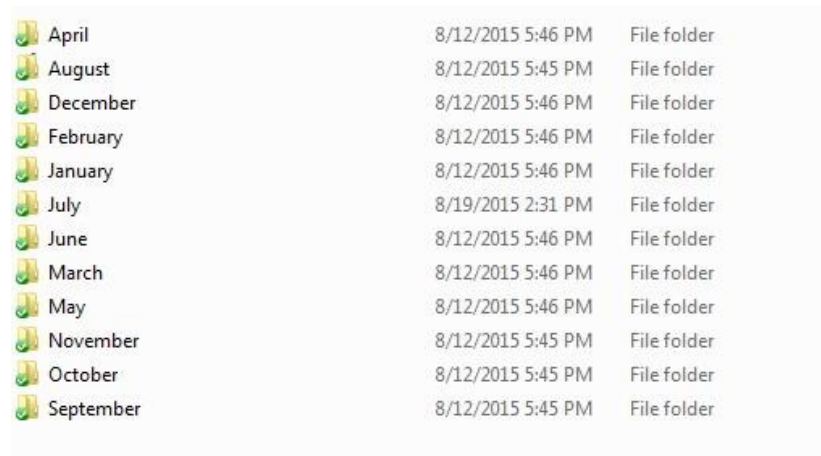 April 8/12/2015 5:46 PM File folder
August 8/12/2015 5:45 PM File folder
December 8/12/2015 5:46 PM File folder
February 8/12/2015 5:46 PM File folder
January 8/12/2015 5:46 PM File folder
July 8/19/2015 2:31 PM File folder
June 8/12/2015 5:46 PM File folder
March 8/12/2015 5:46 PM File folder
May 8/12/2015 5:46 PM File folder
November 8/12/2015 5:45 PM File folder
October 8/12/2015 5:45 PM File folder
September 8/12/2015 5:45 PM File folder